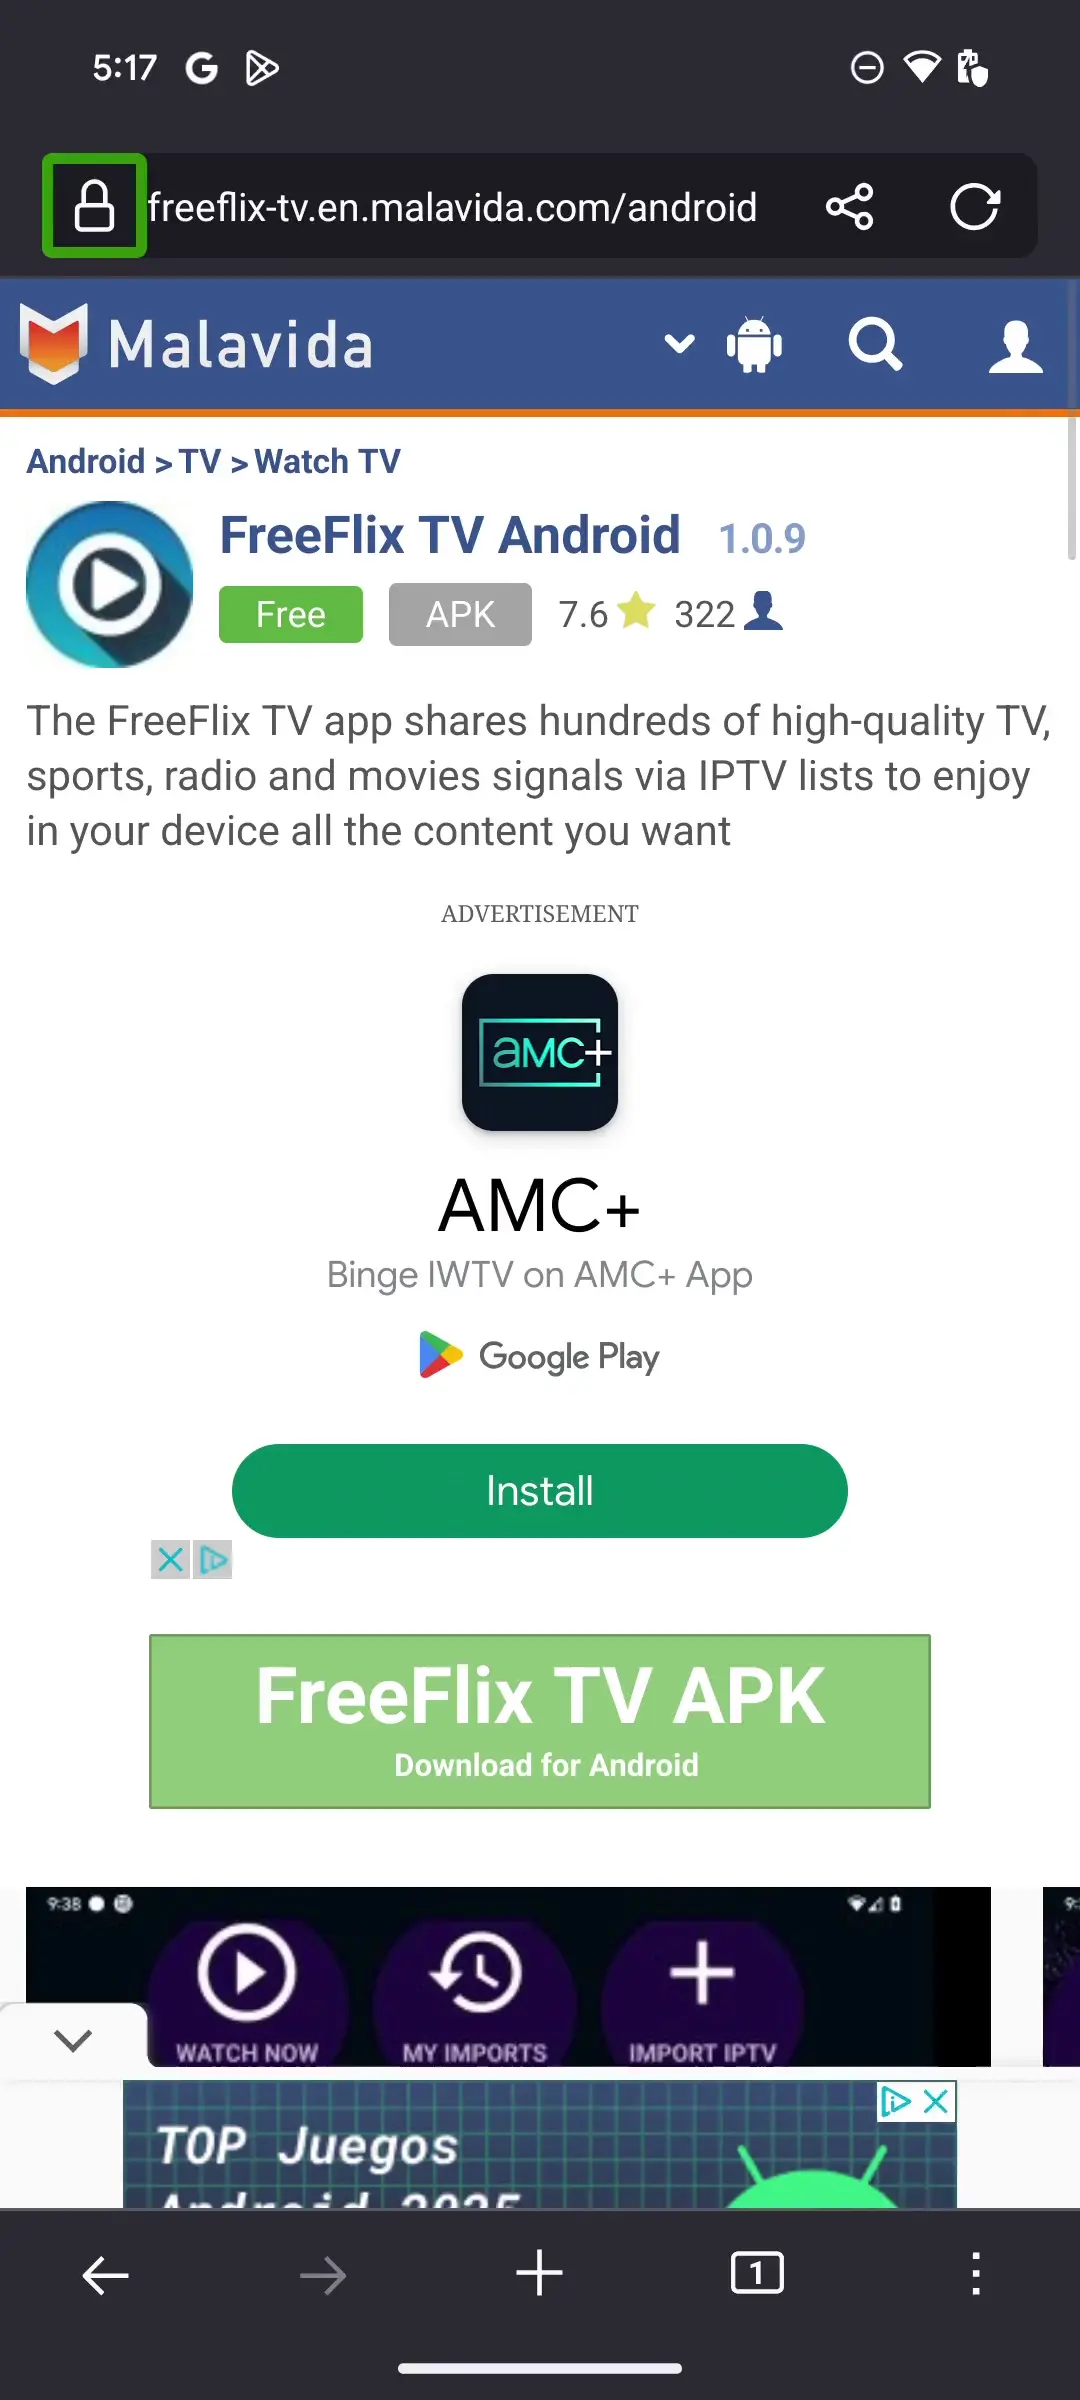 5:17
freeflix-tv.en.malavida.com/android
Malavida
Android > TV > Watch TV
FreeFlix TV Android 1.0.9
Free APK 7.6 322
The FreeFlix TV app shares hundreds of high-quality TV,
sports, radio and movies signals via IPTV lists to enjoy
in your device all the content you want
ADVERTISEMENT
aMC+
AMC+
Binge IWTV on AMC+ App
Google Play
Install
FreeFlix TV APK
Download for Android
9:38
WATCH NOW MY IMPORTS IMPORT IPTV
TOP Juegos
Android 2025
1